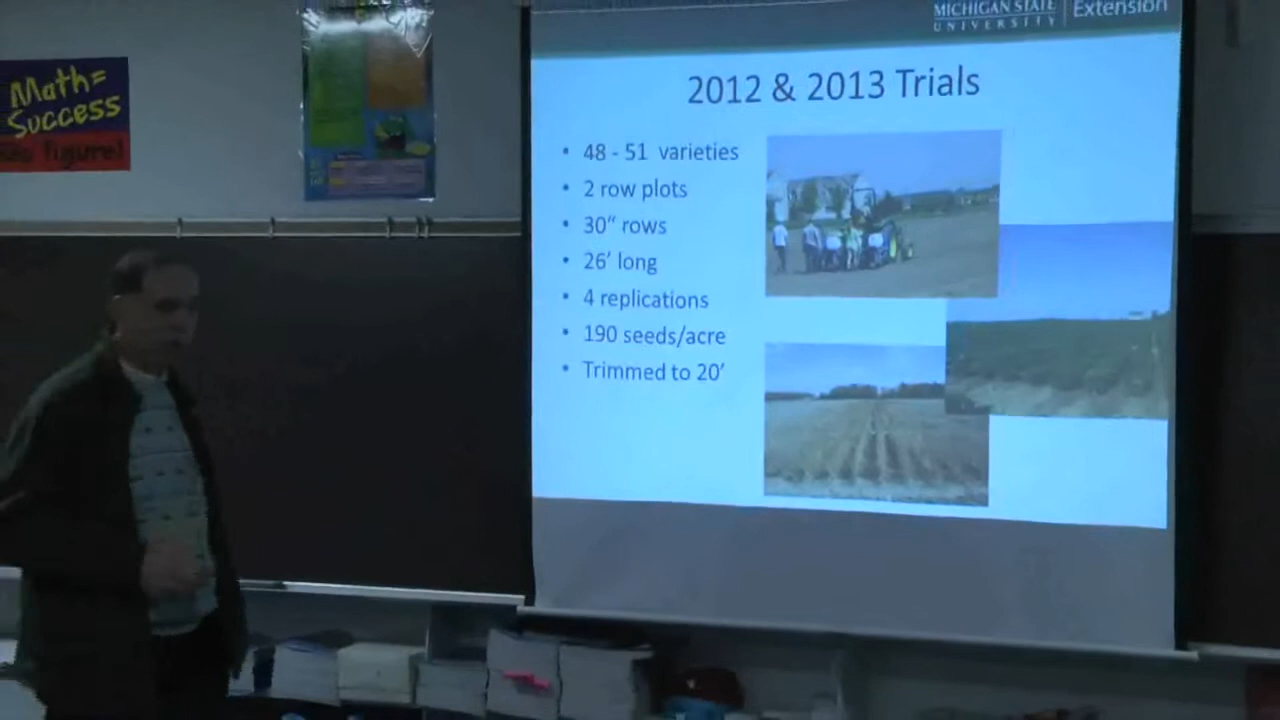 Math=
Success
figure!
MICHIGAN STATE
UNIVERSITY
Extension
2012 & 2013 Trials
• 48 - 51 varieties
• 2 row plots
• 30" rows
• 26' long
• 4 replications
• 190 seeds/acre
• Trimmed to 20'